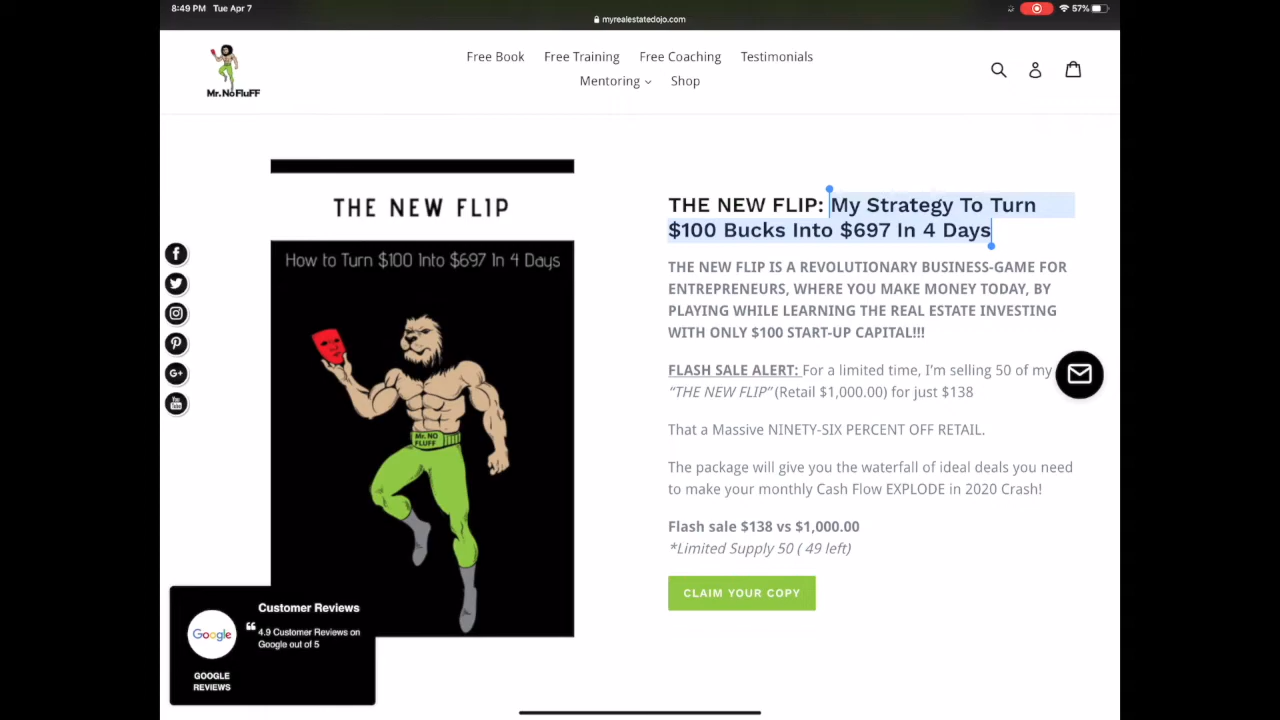 8:49 PM Tue Apr 7
myrealestatedojo.com
57%
Mr. NoFluFF
Free Book Free Training Free Coaching Testimonials
Mentoring Shop
THE NEW FLIP
How to Turn $100 Into $697 In 4 Days
Mr. NO
FLUFF
THE NEW FLIP: My Strategy To Turn
$100 Bucks Into $697 In 4 Days
THE NEW FLIP IS A REVOLUTIONARY BUSINESS-GAME FOR
ENTREPRENEURS, WHERE YOU MAKE MONEY TODAY, BY
PLAYING WHILE LEARNING THE REAL ESTATE INVESTING
WITH ONLY $100 START-UP CAPITAL!!!
FLASH SALE ALERT: For a limited time, I'm selling 50 of my
“THE NEW FLIP” (Retail $1,000.00) for just $138
That a Massive NINETY-SIX PERCENT OFF RETAIL.
The package will give you the waterfall of ideal deals you need
to make your monthly Cash Flow EXPLODE in 2020 Crash!
Flash sale $138 vs $1,000.00
*Limited Supply 50 ( 49 left)
CLAIM YOUR COPY
Google
GOOGLE
REVIEWS
Customer Reviews
“ 4.9 Customer Reviews on
Google out of 5
You
Tube
G+